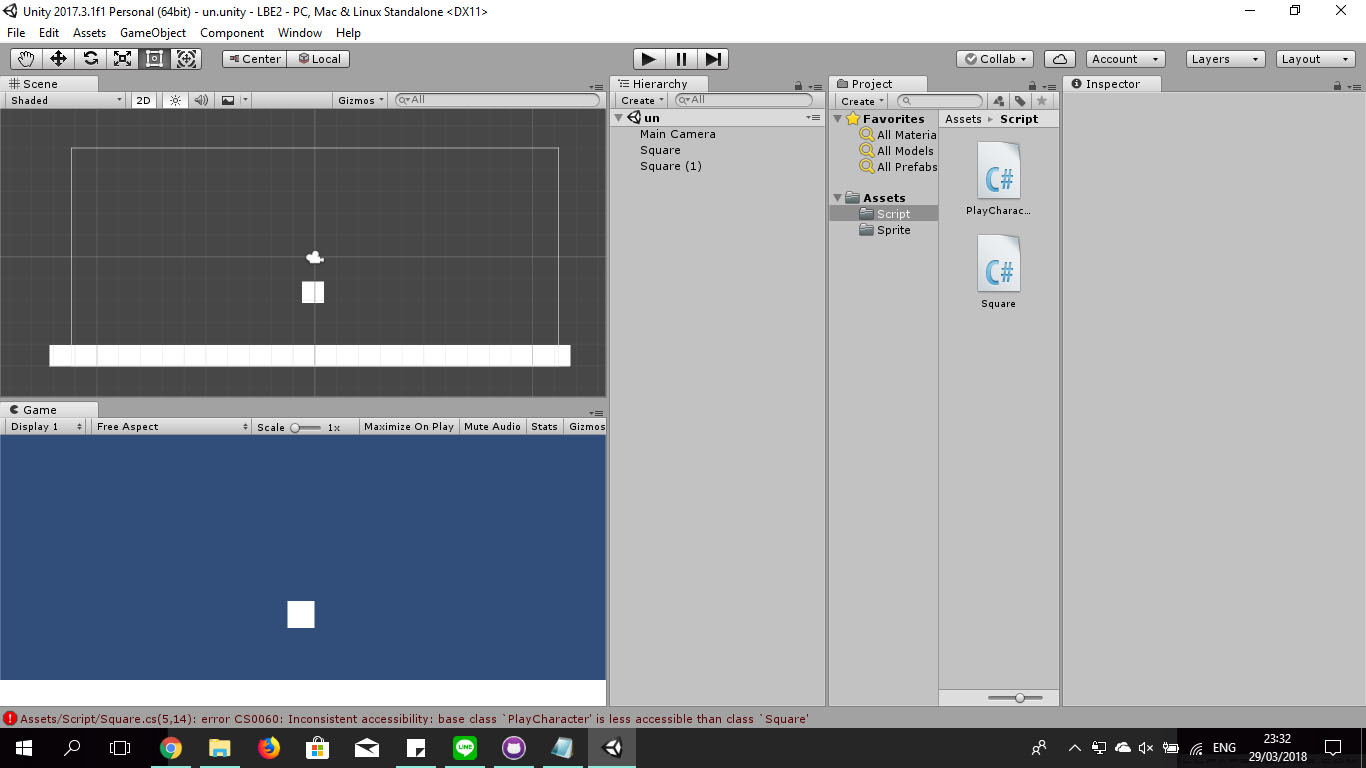 Unity 2017.3.1f1 Personal (64bit) - un.unity - LBE2 - PC, Mac & Linux Standalone <DX11>
File Edit Assets GameObject Component Window Help
Center Local Collab Account Layers Layout
Scene
Shaded 2D Gizmos All
Hierarchy
Create All
un
Main Camera
Square
Square (1)
Project
Create
Favorites
All Materia
All Models
All Prefabs
Assets
Script
Sprite
Assets Script
PlayCharac...
Square
Inspector
Game
Display 1 Free Aspect Scale 1x Maximize On Play Mute Audio Stats Gizmos
Assets/Script/Square.cs(5,14): error CS0060: Inconsistent accessibility: base class `PlayCharacter' is less accessible than class `Square'
LINE
ENG
23:32
29/03/2018